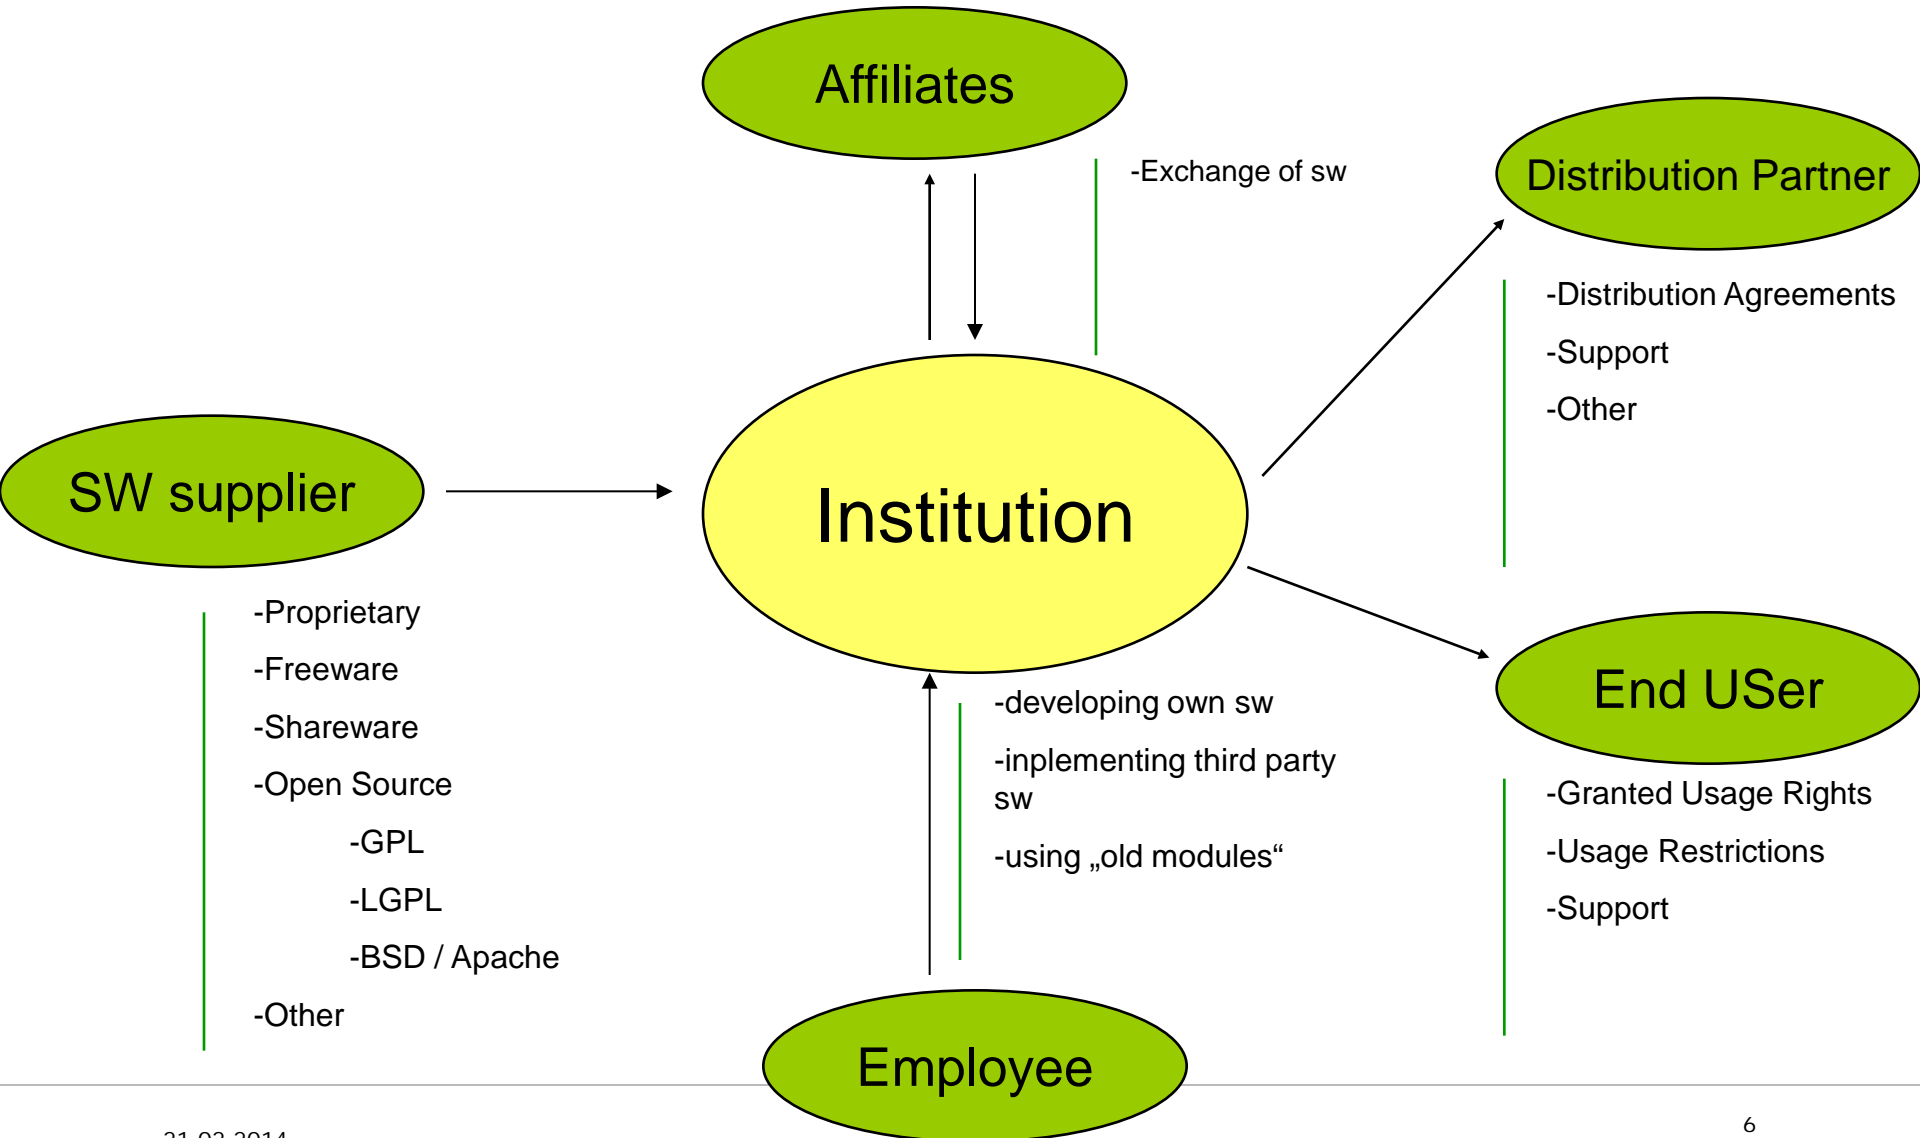 Affiliates
-Exchange of sw
Distribution Partner
-Distribution Agreements
-Support
-Other
SW supplier
-Proprietary
-Freeware
-Shareware
-Open Source
-GPL
-LGPL
-BSD / Apache
-Other
Institution
-developing own sw
-inplementing third party
sw
-using „old modules“
End USer
-Granted Usage Rights
-Usage Restrictions
-Support
Employee
6